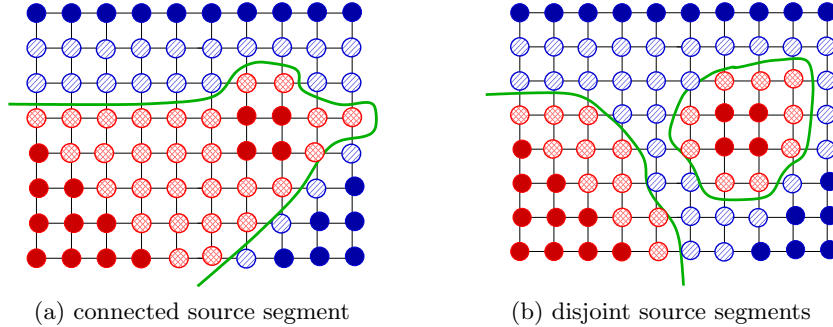 (a) connected source segment
(b) disjoint source segments